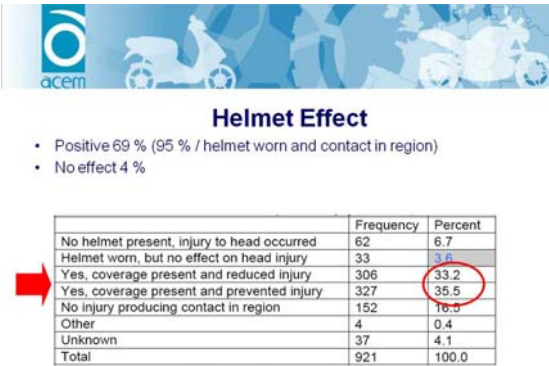 acem
Helmet Effect
• Positive 69 % (95 % / helmet worn and contact in region)
• No effect 4 %
Frequency Percent
No helmet present, injury to head occurred 62 6.7
Helmet worn, but no effect on head injury 33 3.6
Yes, coverage present and reduced injury 306 33.2
Yes, coverage present and prevented injury 327 35.5
No injury producing contact in region 152 16.5
Other 4 0.4
Unknown 37 4.1
Total 921 100.0